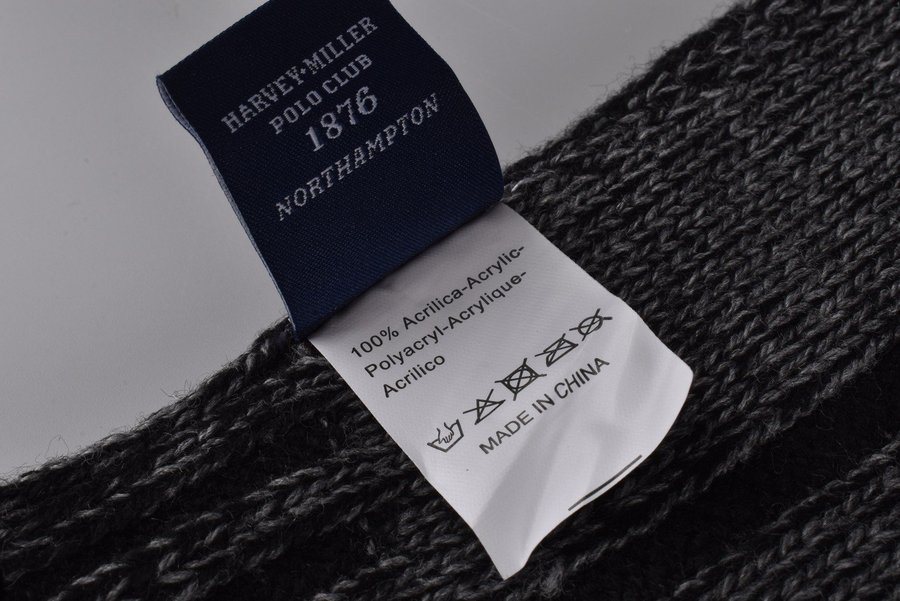 HARVEY+MILLER
POLO CLUB
1876
NORTHAMPTON
100% Acrilica-Acrylic-
Polyacryl-Acrylique-
Acrilico
MADE IN CHINA